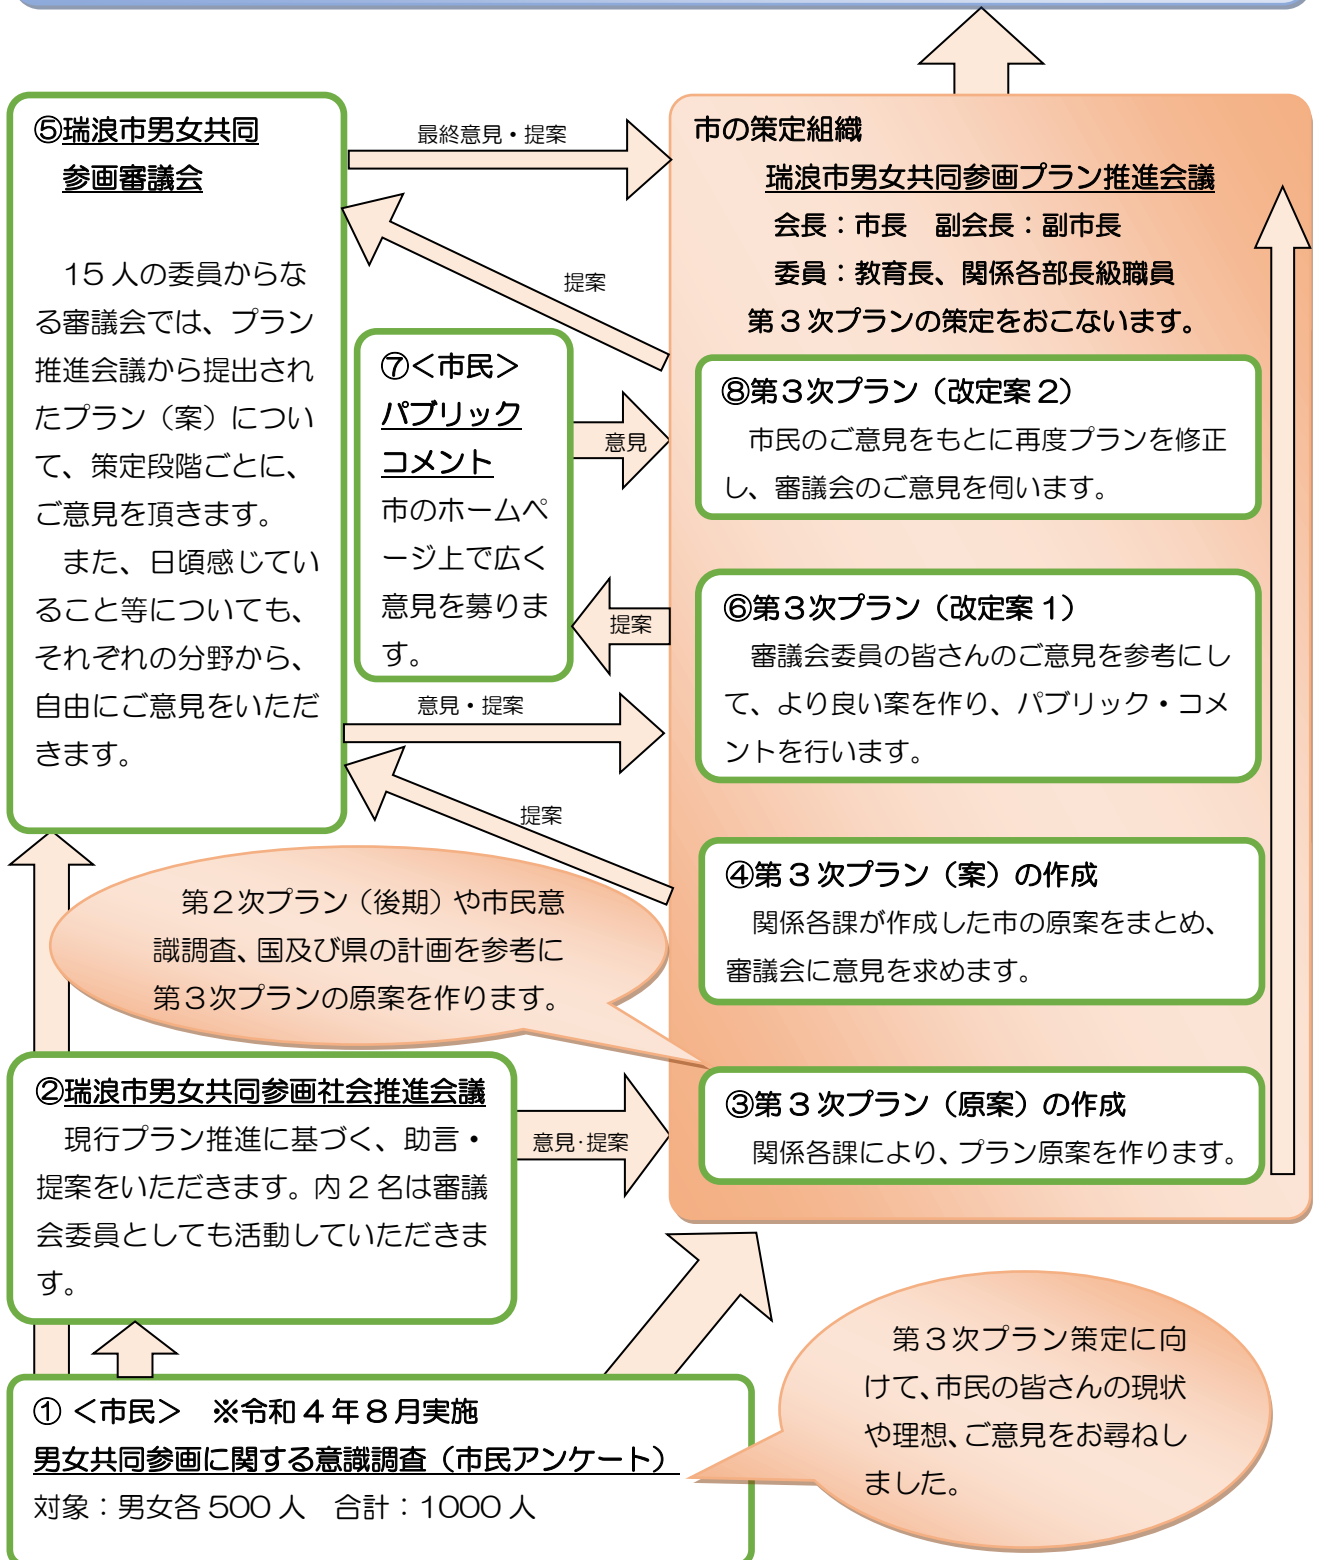 ⑤瑞浪市男女共同
参画審議会
15人の委員からな
る審議会では、プラン
推進会議から提出され
たプラン（案）につい
て、策定段階ごとに、
ご意見を頂きます。
また、日頃感じてい
ること等についても、
それぞれの分野から、
自由にご意見をいただ
きます。
最終意見・提案
提案
⑦＜市民＞
パブリック
コメント
市のホームペ
ージ上で広く
意見を募りま
す。
意見
提案
意見・提案
提案
市の策定組織
瑞浪市男女共同参画プラン推進会議
会長：市長　副会長：副市長
委員：教育長、関係各部長級職員
第３次プランの策定をおこないます。
⑧第３次プラン（改定案２）
市民のご意見をもとに再度プランを修正
し、審議会のご意見を伺います。
⑥第３次プラン（改定案１）
審議会委員の皆さんのご意見を参考にし
て、より良い案を作り、パブリック・コメ
ントを行います。
④第３次プラン（案）の作成
関係各課が作成した市の原案をまとめ、
審議会に意見を求めます。
第２次プラン（後期）や市民意
識調査、国及び県の計画を参考に
第３次プランの原案を作ります。
③第３次プラン（原案）の作成
関係各課により、プラン原案を作ります。
②瑞浪市男女共同参画社会推進会議
現行プラン推進に基づく、助言・
提案をいただきます。内２名は審議
会委員としても活動していただきま
す。
意見・提案
①＜市民＞　※令和４年８月実施
男女共同参画に関する意識調査（市民アンケート）
対象：男女各500人　合計：1000人
第３次プラン策定に向
けて、市民の皆さんの現状
や理想、ご意見をお尋ねし
ました。